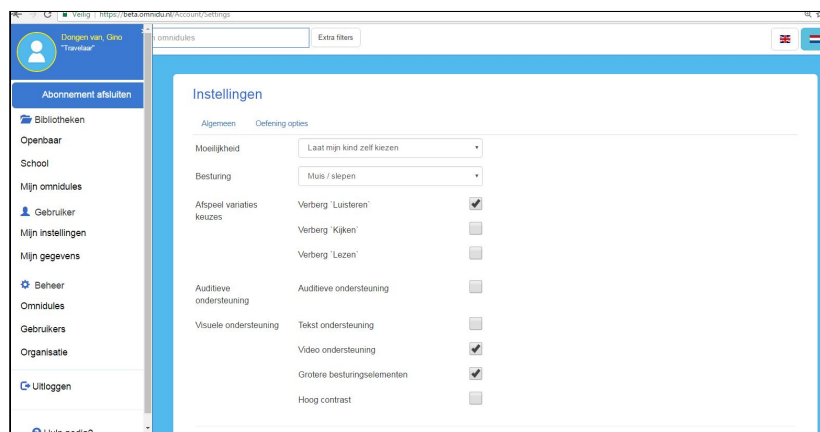 Veilig | https://beta.omnidu.nl/Account/Settings
Dongen van, Gino
"Travelaar"
omnidules
Extra filters
Abonnement afsluiten
Bibliotheken
Openbaar
School
Mijn omnidules
Gebruiker
Mijn instellingen
Mijn gegevens
Beheer
Omnidules
Gebruikers
Organisatie
Uitloggen
Instellingen
Algemeen Oefening opties
Moeilijkheid Laat mijn kind zelf kiezen
Besturing Muis / slepen
Afspeel variaties keuzes
Verberg `Luisteren`
Verberg `Kijken`
Verberg `Lezen`
Auditieve ondersteuning
Auditieve ondersteuning
Visuele ondersteuning Tekst ondersteuning
Video ondersteuning
Grotere besturingselementen
Hoog contrast